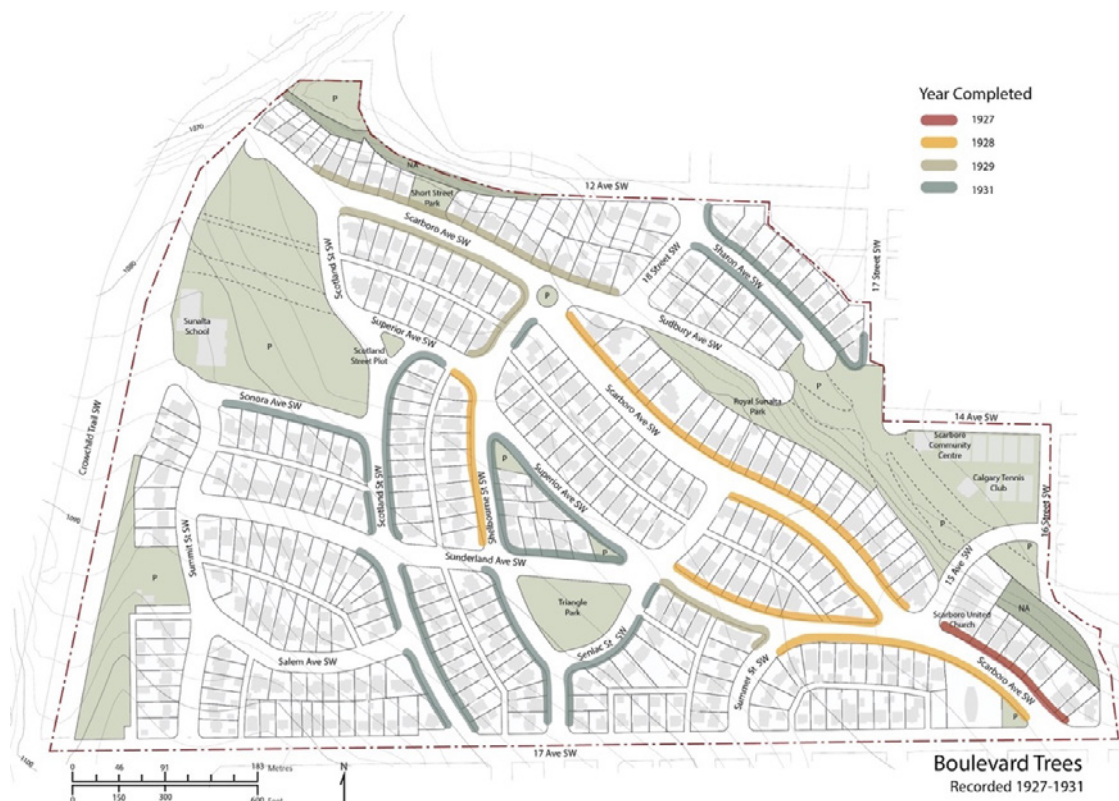 Year Completed
1927
1928
1929
1931
P
1070
NA
12 Ave SW
Short Street
Park
Scarboro Ave SW
Scotland St SW
18 Street SW
Sharon Ave SW
17 Street SW
1080
P
Sunalta
School
P
Superior Ave SW
Scotland
Street Plot
Sudbury Ave SW
P
Royal Sunalta
Park
Scarboro Ave SW
14 Ave SW
Crowchild Trail SW
Sonora Ave SW
Scarboro
Community
Centre
Calgary Tennis
Club
P
Superior Ave SW
Scotland St SW
Shelbourne St SW
16 Street SW
1090
P
P
Sunderland Ave SW
P
15 Ave SW
P
Summit St SW
Triangle
Park
NA
Scarboro United
Church
Senlac St SW
Salem Ave SW
Summer St SW
Scarboro Ave SW
P
17 Ave SW
1100
0 46 91 183 Metres
0 150 300 600 Feet
N
Boulevard Trees
Recorded 1927-1931